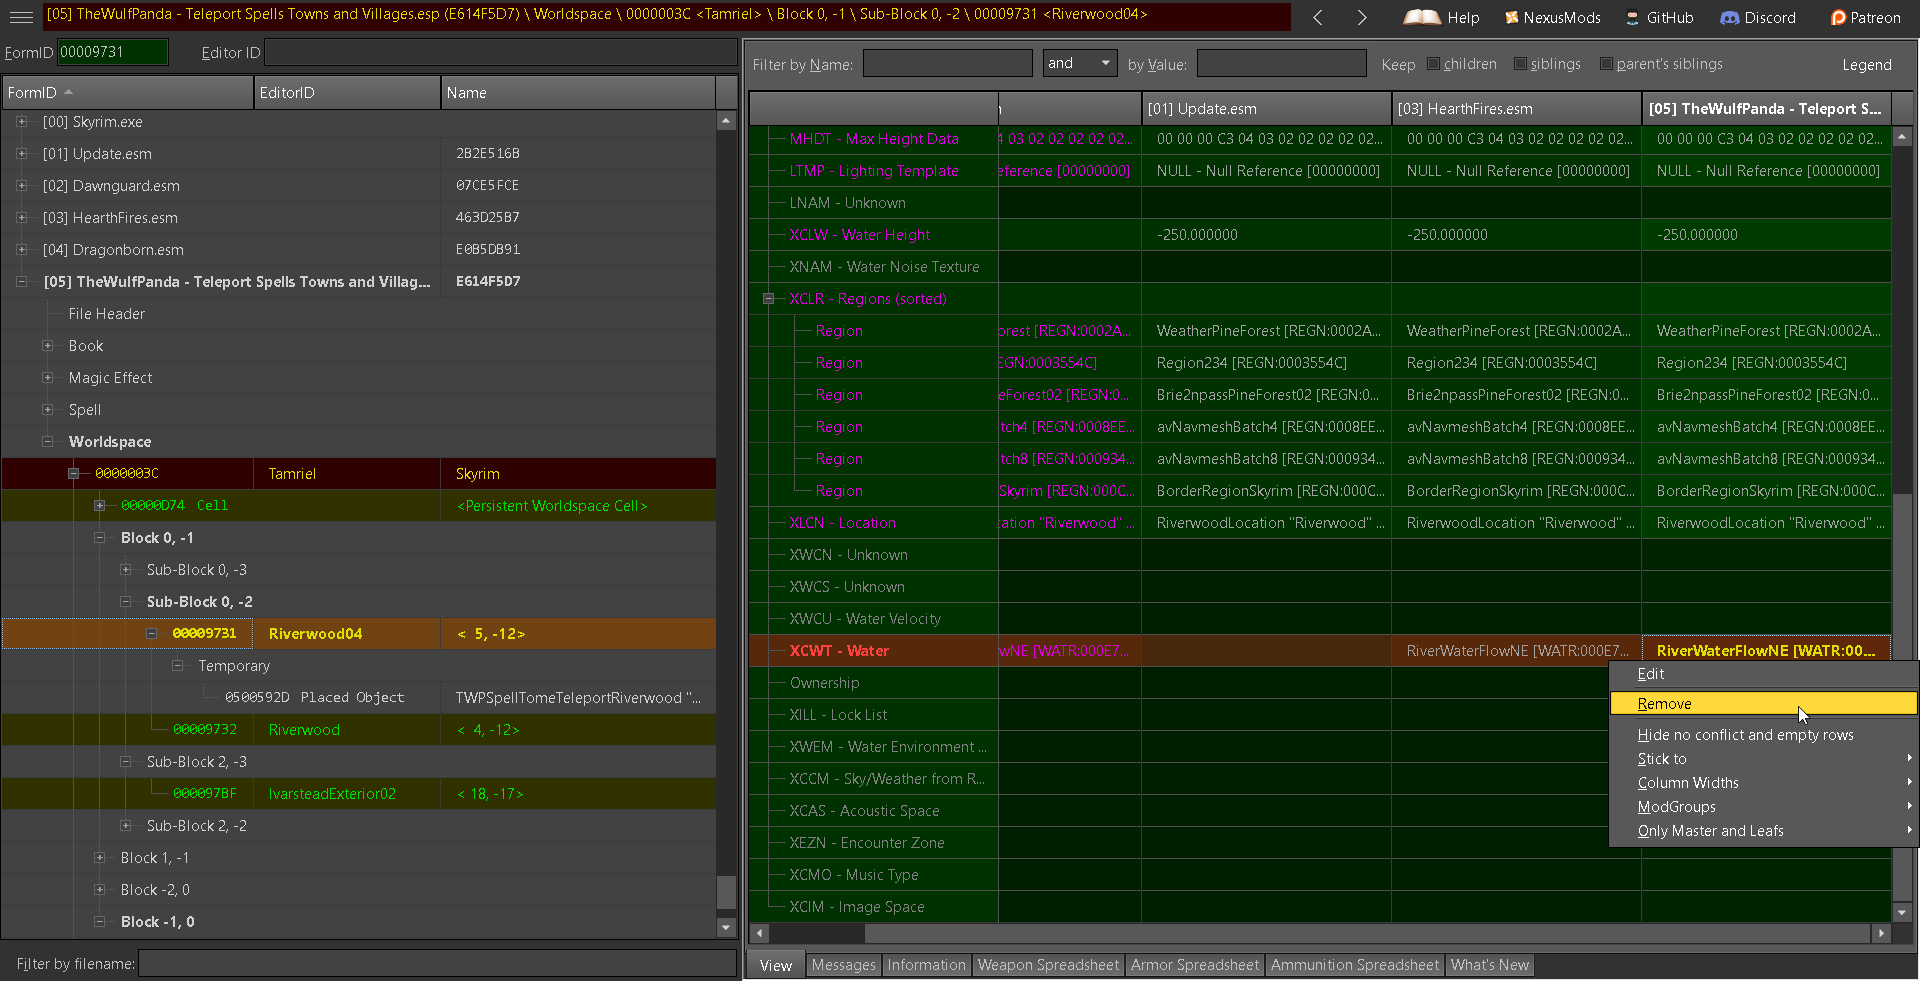 [05] TheWulfPanda - Teleport Spells Towns and Villages.esp (E614F5D7) \ Worldspace \ 0000003C <Tamriel> \ Block 0, -1 \ Sub-Block 0, -2 \ 00009731 <Riverwood04>
Help NexusMods GitHub Discord Patreon
FormID 00009731 Editor ID
FormID EditorID Name
[00] Skyrim.exe
[01] Update.esm 2B2E516B
[02] Dawnguard.esm 07CE5FCE
[03] HearthFires.esm 463D25B7
[04] Dragonborn.esm E0B5DB91
[05] TheWulfPanda - Teleport Spells Towns and Villag... E614F5D7
File Header
Book
Magic Effect
Spell
Worldspace
0000003C Tamriel Skyrim
00000D74 Cell <Persistent Worldspace Cell>
Block 0, -1
Sub-Block 0, -3
Sub-Block 0, -2
00009731 Riverwood04 < 5, -12>
Temporary
0500592D Placed Object TWPSpellTomeTeleportRiverwood "...
00009732 Riverwood < 4, -12>
Sub-Block 2, -3
000097BF IvarsteadExterior02 < 18, -17>
Sub-Block 2, -2
Block 1, -1
Block -2, 0
Block -1, 0
Filter by filename:
Filter by Name: and by Value: Keep children siblings parent's siblings Legend
[01] Update.esm [03] HearthFires.esm [05] TheWulfPanda - Teleport S...
MHDT - Max Height Data 4 03 02 02 02 02 02... 00 00 00 C3 04 03 02 02 02 02 02... 00 00 00 C3 04 03 02 02 02 02 02... 00 00 00 C3 04 03 02 02 02 02 02...
LTMP - Lighting Template eference [00000000] NULL - Null Reference [00000000] NULL - Null Reference [00000000] NULL - Null Reference [00000000]
LNAM - Unknown
XCLW - Water Height -250.000000 -250.000000 -250.000000
XNAM - Water Noise Texture
XCLR - Regions (sorted)
Region orest [REGN:0002A... WeatherPineForest [REGN:0002A... WeatherPineForest [REGN:0002A... WeatherPineForest [REGN:0002A...
Region EGN:0003554C] Region234 [REGN:0003554C] Region234 [REGN:0003554C] Region234 [REGN:0003554C]
Region eForest02 [REGN:0... Brie2npassPineForest02 [REGN:0... Brie2npassPineForest02 [REGN:0... Brie2npassPineForest02 [REGN:0...
Region tch4 [REGN:0008EE... avNavmeshBatch4 [REGN:0008EE... avNavmeshBatch4 [REGN:0008EE... avNavmeshBatch4 [REGN:0008EE...
Region tch8 [REGN:000934... avNavmeshBatch8 [REGN:000934... avNavmeshBatch8 [REGN:000934... avNavmeshBatch8 [REGN:000934...
Region Skyrim [REGN:000C... BorderRegionSkyrim [REGN:000C... BorderRegionSkyrim [REGN:000C... BorderRegionSkyrim [REGN:000C...
XLCN - Location ation "Riverwood" ... RiverwoodLocation "Riverwood" ... RiverwoodLocation "Riverwood" ... RiverwoodLocation "Riverwood" ...
XWCN - Unknown
XWCS - Unknown
XWCU - Water Velocity
XCWT - Water wNE [WATR:000E7... RiverWaterFlowNE [WATR:000E7... RiverWaterFlowNE [WATR:00...
Ownership
XILL - Lock List
XWEM - Water Environment ...
XCCM - Sky/Weather from R...
XCAS - Acoustic Space
XEZN - Encounter Zone
XCMO - Music Type
XCIM - Image Space
Edit
Remove
Hide no conflict and empty rows
Stick to
Column Widths
ModGroups
Only Master and Leafs
View Messages Information Weapon Spreadsheet Armor Spreadsheet Ammunition Spreadsheet What's New